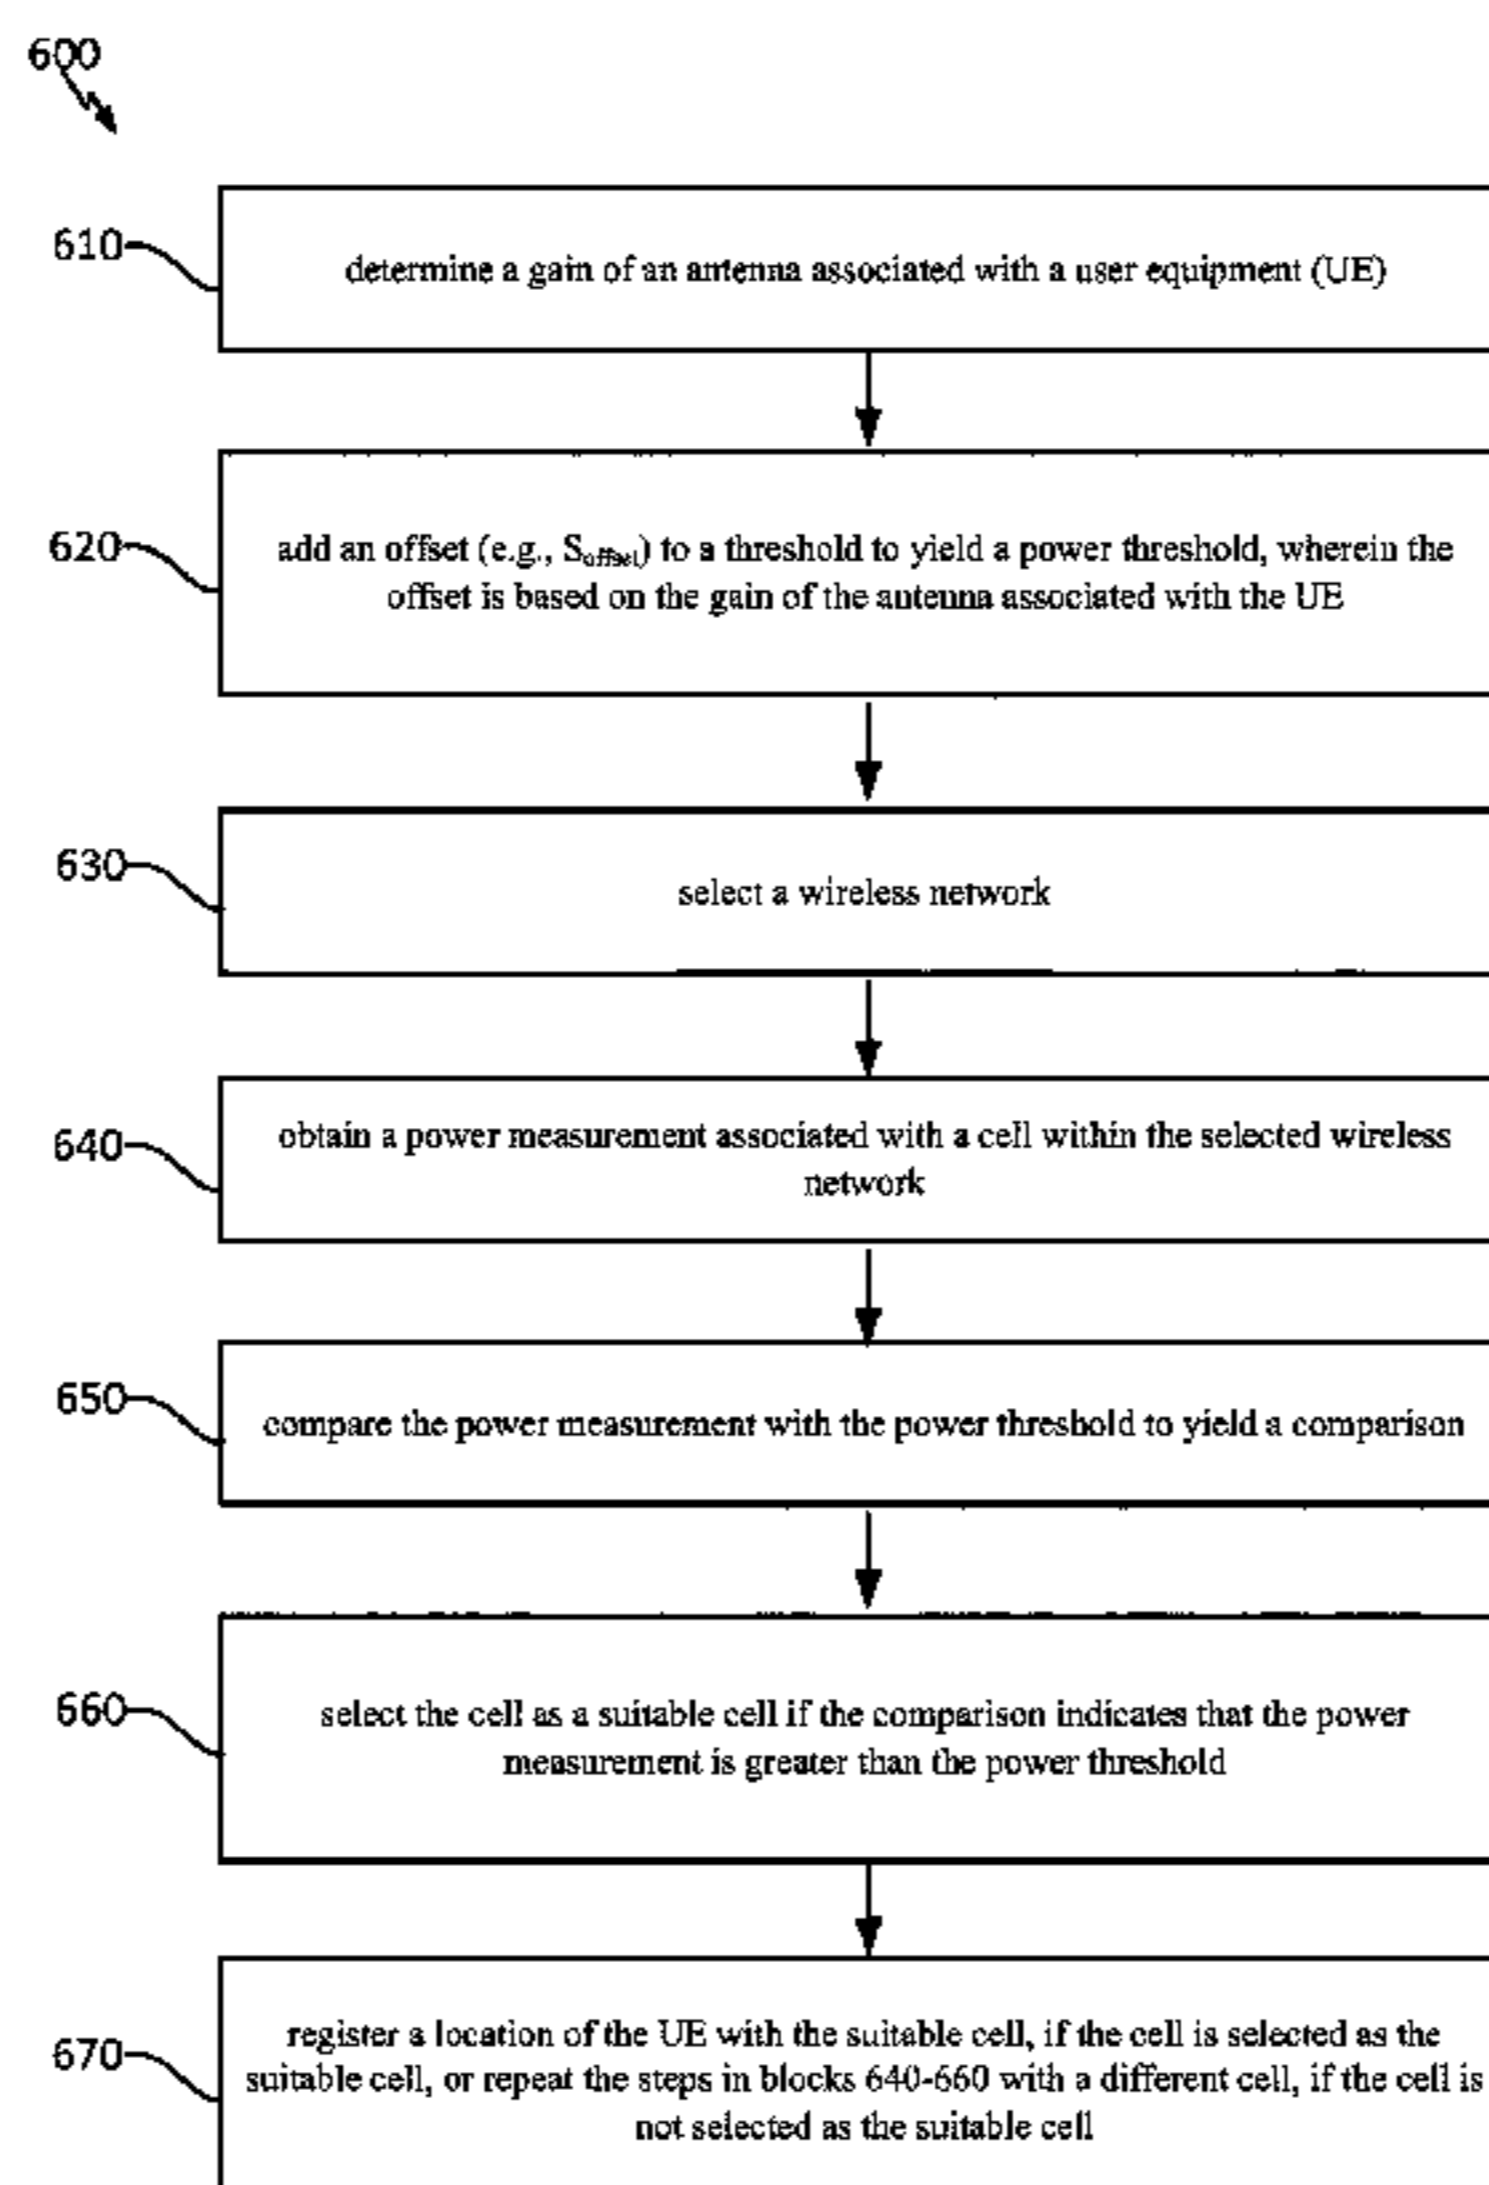 600
610
determine a gain of an antenna associated with a user equipment (UE)
620
add an offset (e.g., Soffset) to a threshold to yield a power threshold, wherein the
offset is based on the gain of the antenna associated with the UE
630
select a wireless network
640
obtain a power measurement associated with a cell within the selected wireless
network
650
compare the power measurement with the power threshold to yield a comparison
660
select the cell as a suitable cell if the comparison indicates that the power
measurement is greater than the power threshold
670
register a location of the UE with the suitable cell, if the cell is selected as the
suitable cell, or repeat the steps in blocks 640-660 with a different cell, if the cell is
not selected as the suitable cell